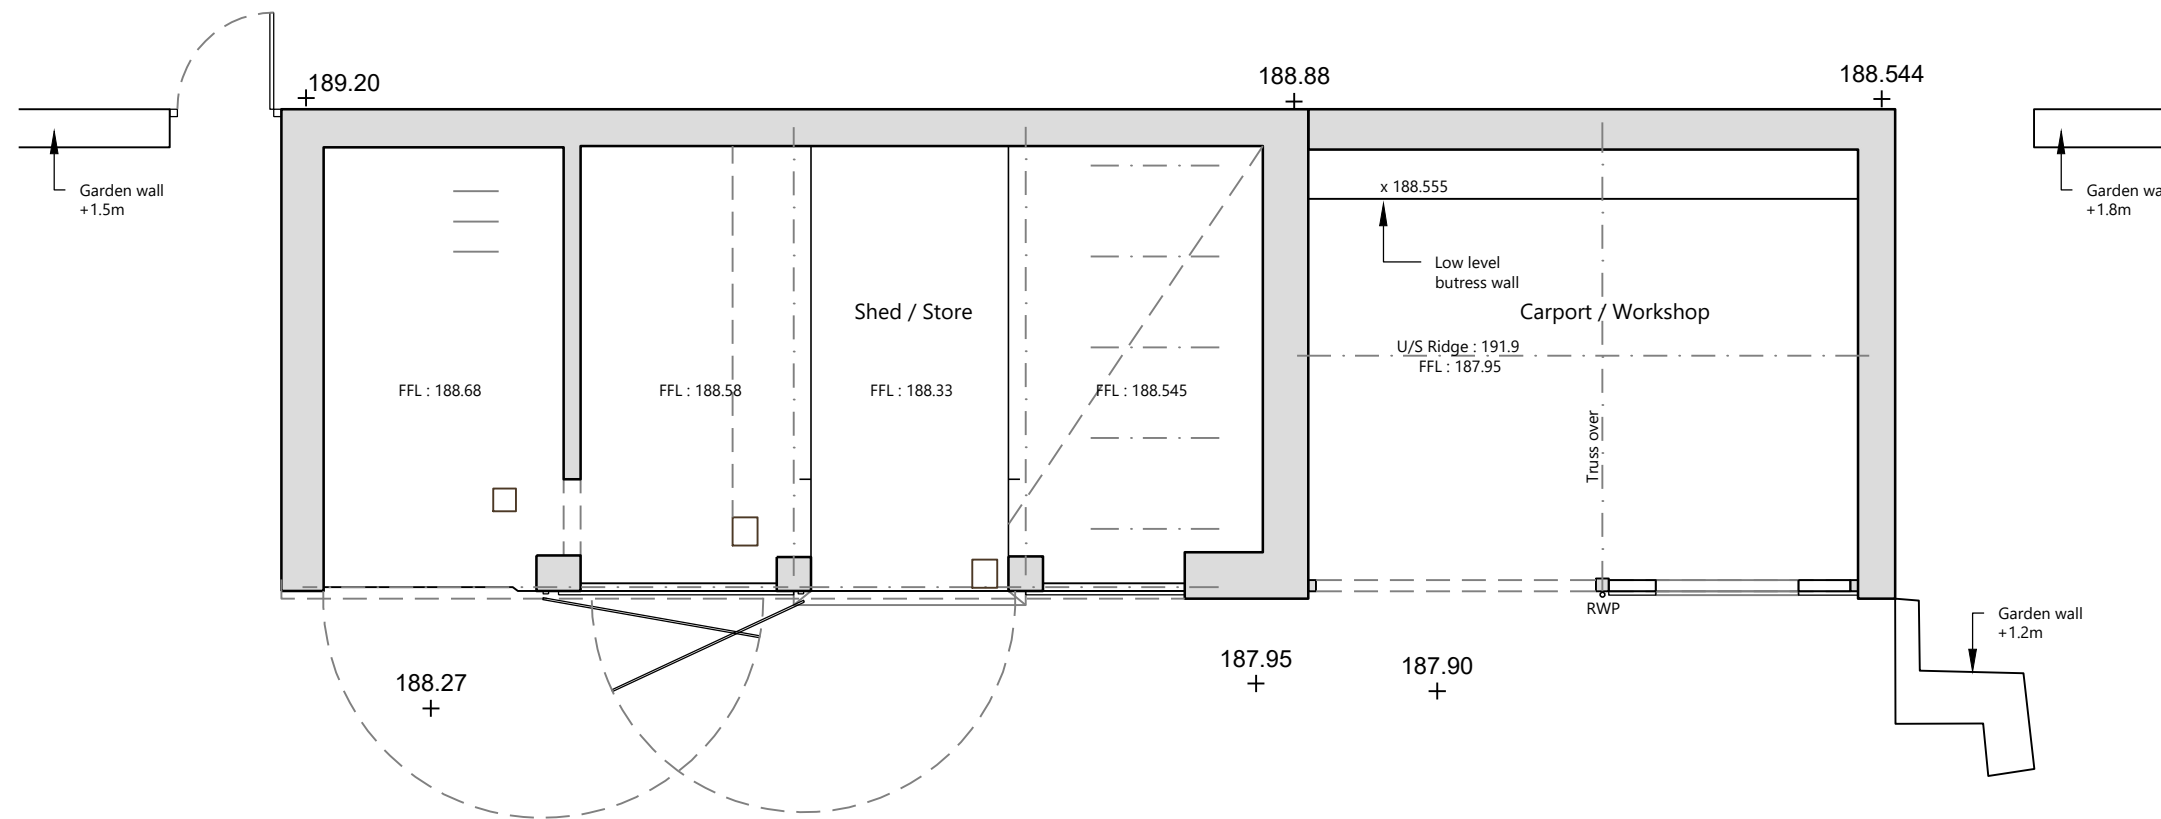 189.20
188.88
188.544
Garden wall
+1.5m
x 188.555
Garden wa
+1.8m
Low level
butress wall
Shed / Store
Carport / Workshop
U/S Ridge : 191.9
FFL : 187.95
FFL : 188.68
FFL : 188.58
FFL : 188.33
FFL : 188.545
Truss over
RWP
Garden wall
+1.2m
188.27
187.95
187.90